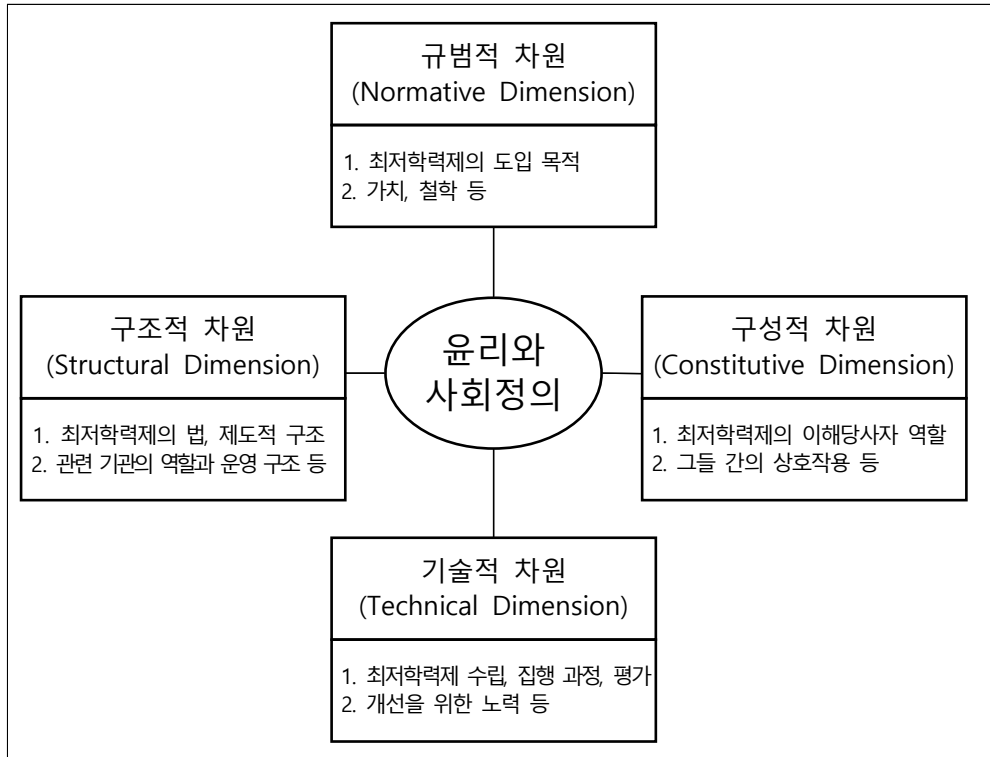 규범적 차원
(Normative Dimension)
1. 최저학력제의 도입 목적
2. 가치, 철학 등
구조적 차원
(Structural Dimension)
1. 최저학력제의 법, 제도적 구조
2. 관련 기관의 역할과 운영 구조 등
윤리와
사회정의
구성적 차원
(Constitutive Dimension)
1. 최저학력제의 이해당사자 역할
2. 그들 간의 상호작용 등
기술적 차원
(Technical Dimension)
1. 최저학력제 수립, 집행 과정, 평가
2. 개선을 위한 노력 등